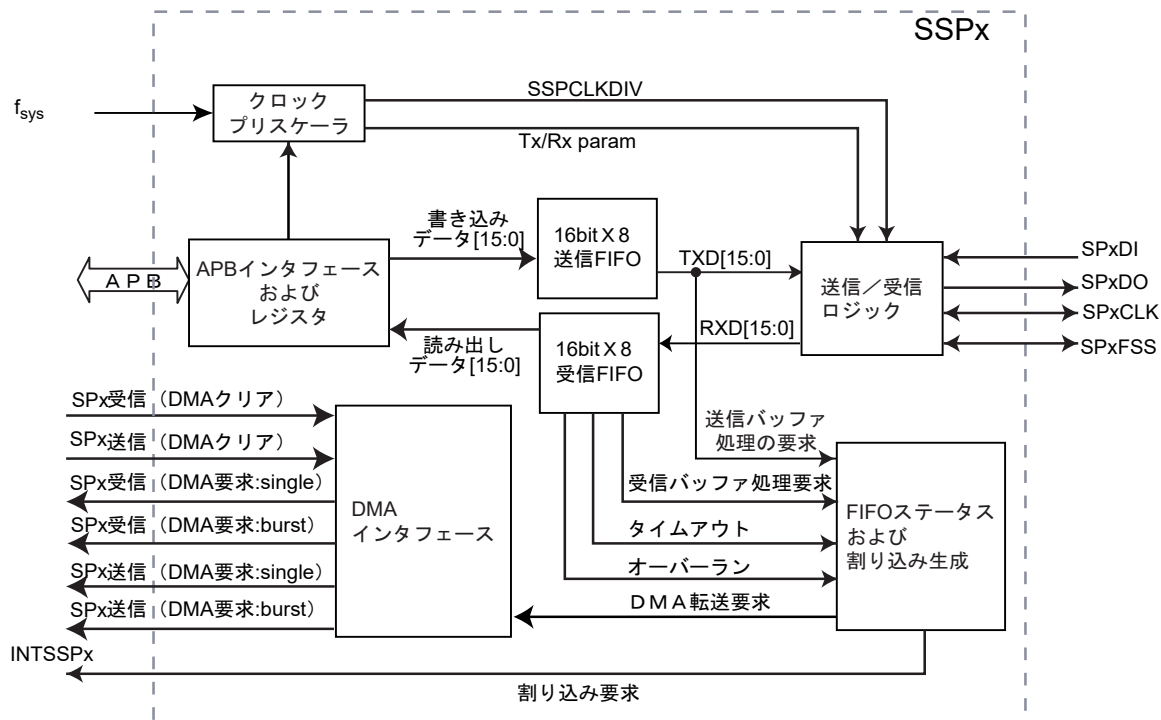 SSPx
fsys
クロック
プリスケーラ
SSPCLKDIV
Tx/Rx param
書き込み
データ[15:0]
16bit X 8
送信FIFO
TXD[15:0]
APB
APBインタフェース
および
レジスタ
送信／受信
ロジック
SPxDI
SPxDO
SPxCLK
SPxFSS
読み出し
データ[15:0]
16bit X 8
受信FIFO
RXD[15:0]
SPx受信（DMAクリア）
SPx送信（DMAクリア）
SPx受信（DMA要求:single）
SPx受信（DMA要求:burst）
SPx送信（DMA要求:single）
SPx送信（DMA要求:burst）
DMA
インタフェース
送信バッファ
処理の要求
受信バッファ処理要求
タイムアウト
オーバーラン
ＤＭＡ転送要求
FIFOステータス
および
割り込み生成
INTSSPx
割り込み要求